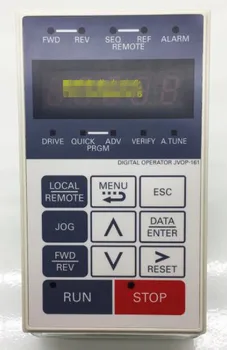 FWD REV SEQ REF ALARM
REMOTE
DRIVE QUICK ADV VERIFY A.TUNE
PRGM
DIGITAL OPERATOR JVOP-161
LOCAL
REMOTE
MENU
ESC
JOG
DATA
ENTER
FWD
REV
>
RESET
RUN
STOP